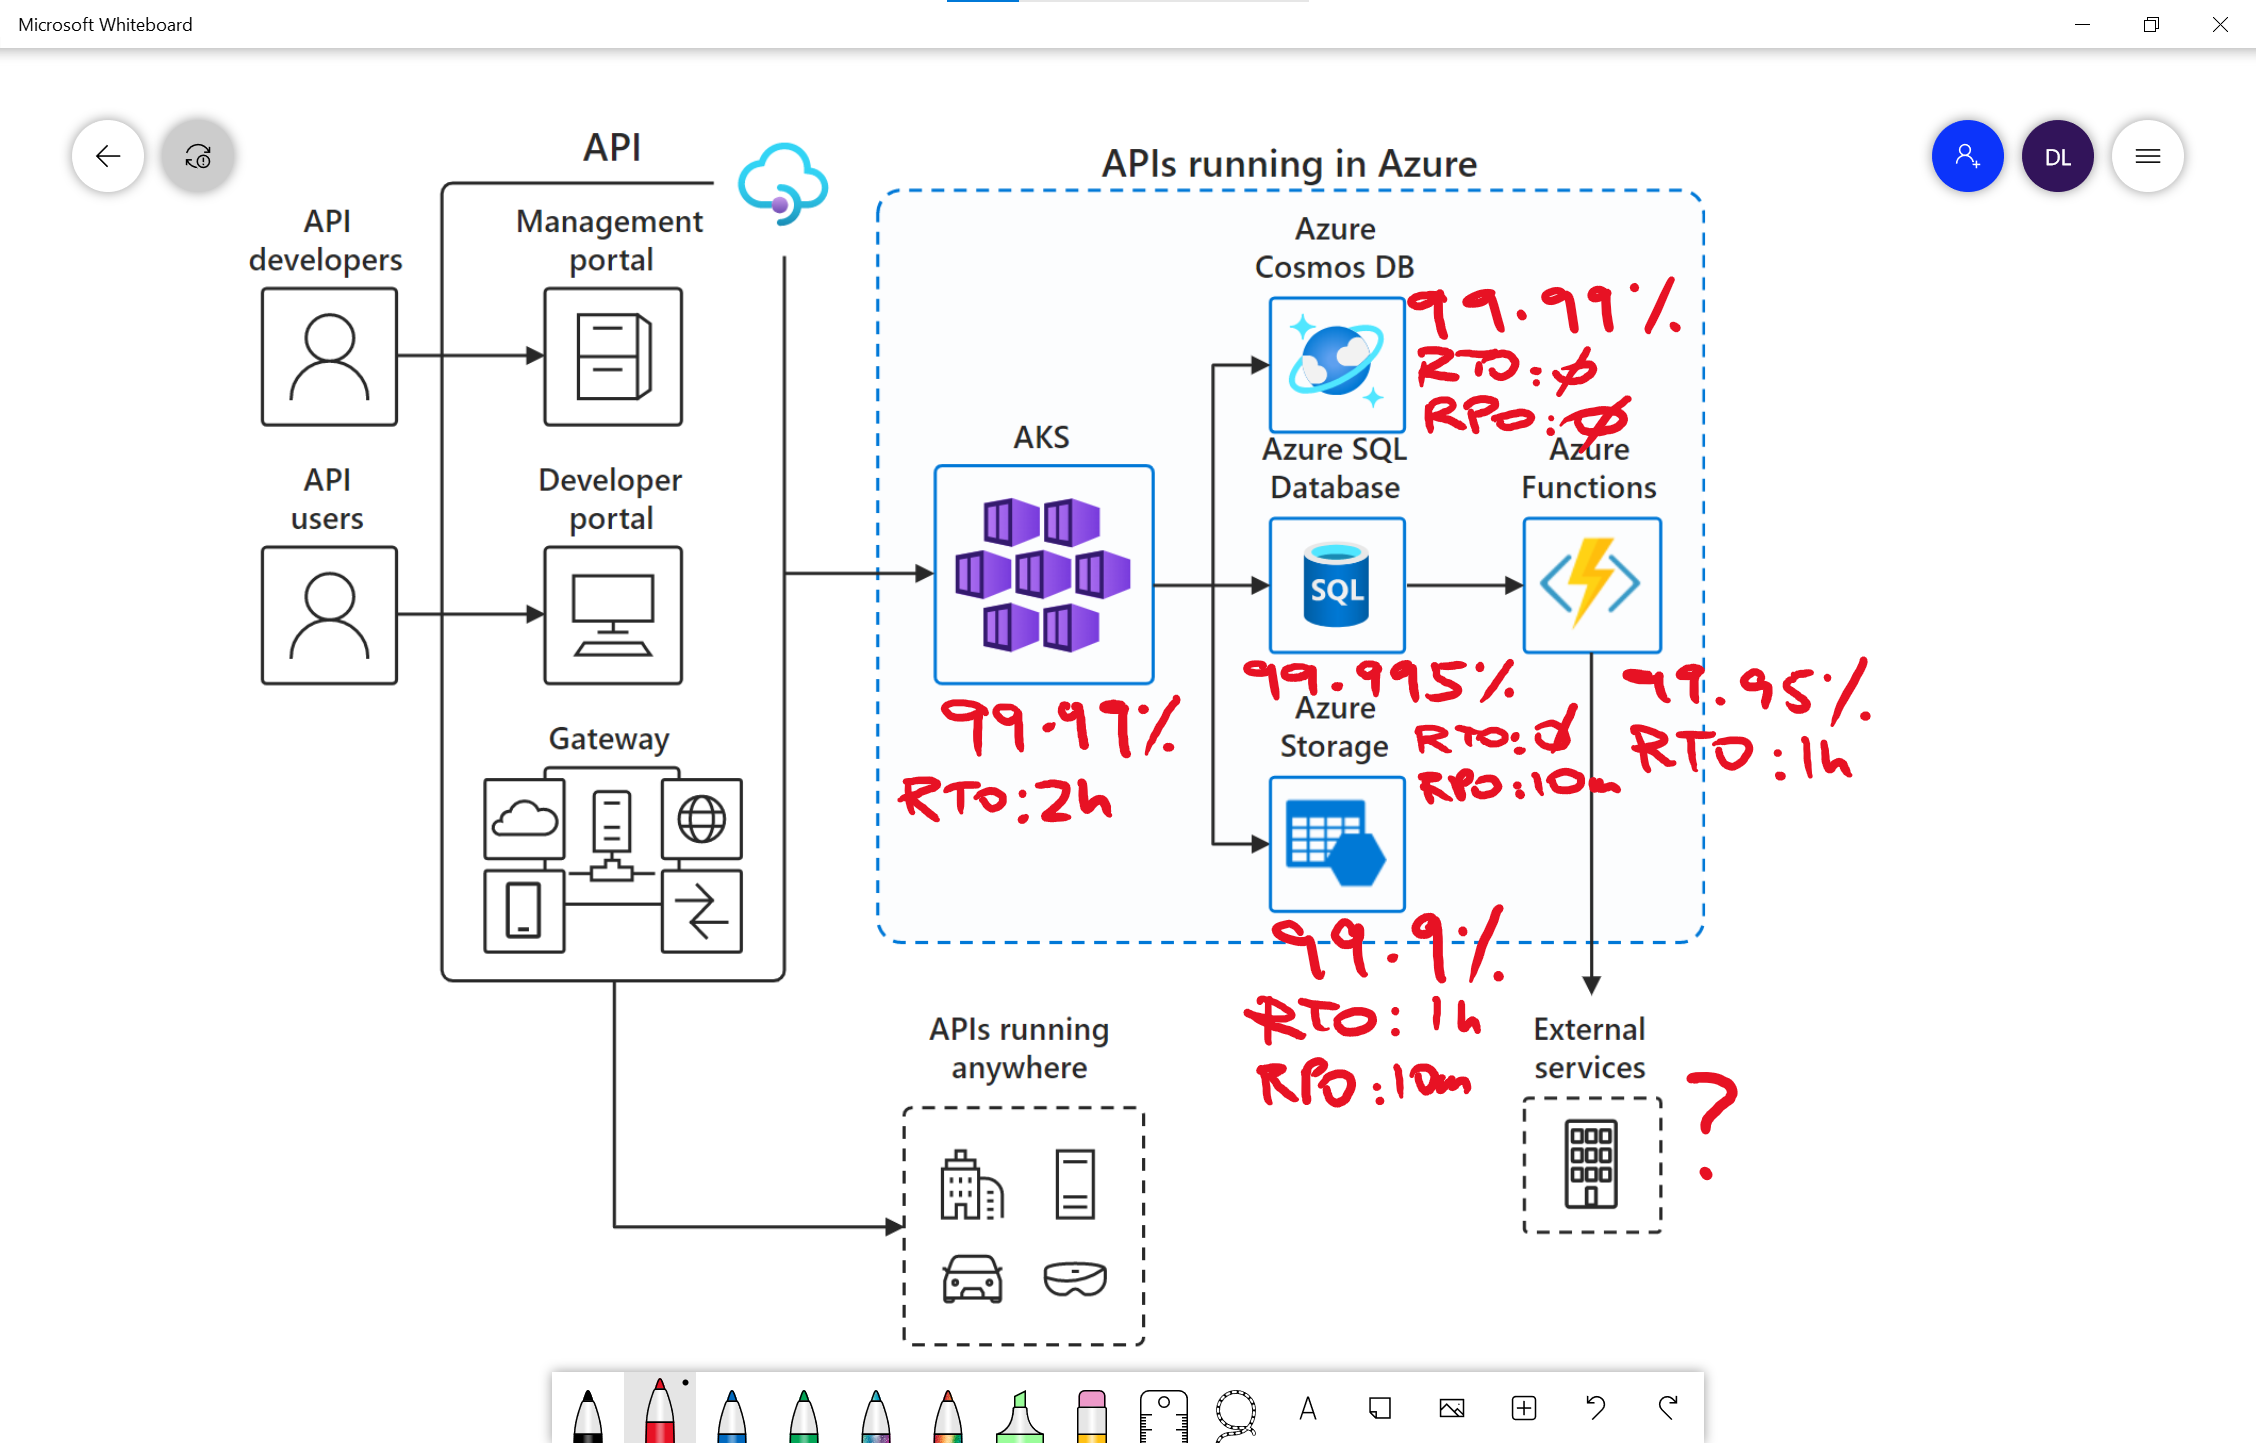 Microsoft Whiteboard
DL
API
APIs running in Azure
API
developers
Management
portal
Azure
Cosmos DB
99.99%
RTO: ∅
RPO: ∅
AKS
99.99%
RTO: 2h
API
users
Developer
portal
Azure SQL
Database
99.995%
RTO: ∅
RPO: 10m
SQL
Azure
Functions
99.95%
RTO: 1h
Gateway
Azure
Storage
99.9%
RTO: 1h
RPO: 10m
APIs running
anywhere
External
services
?
A